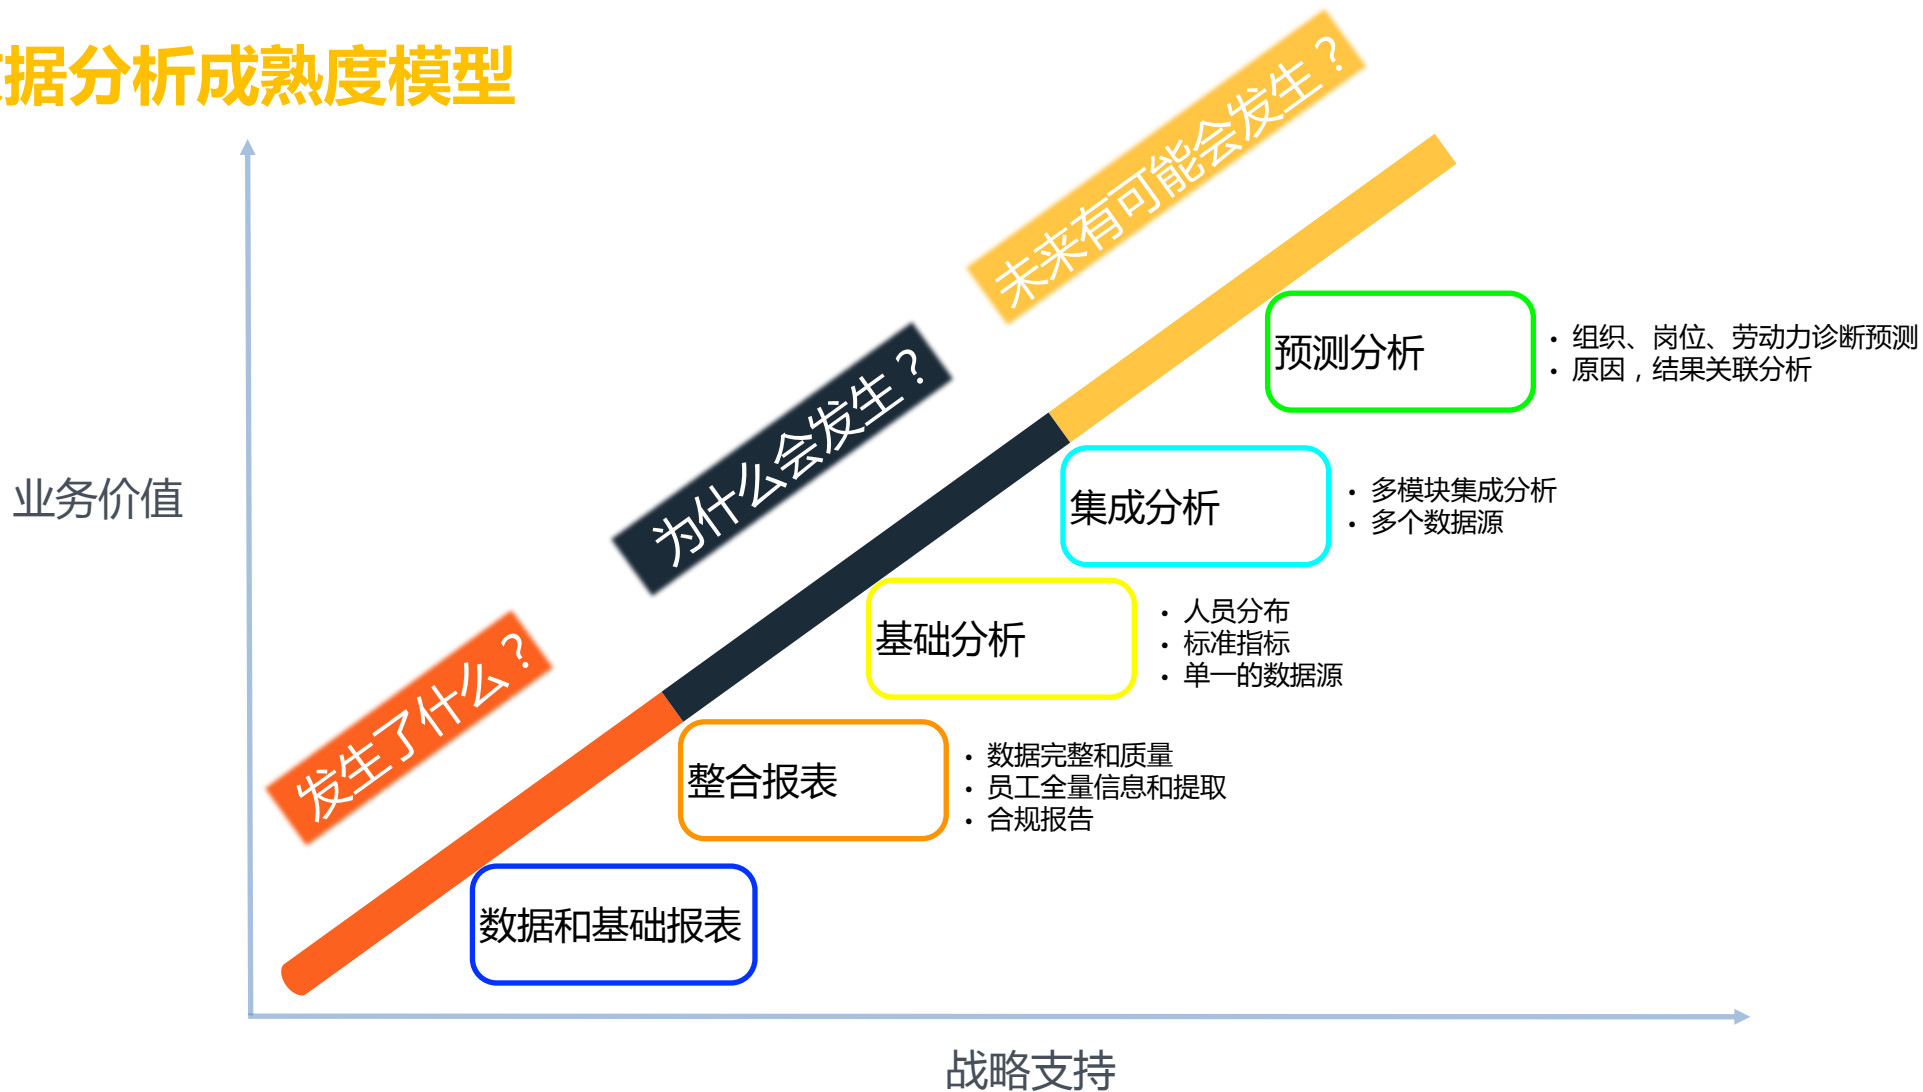 据分析成熟度模型
未来有可能会发生？
为什么会发生？
发生了什么？
业务价值
预测分析
• 组织、岗位、劳动力诊断预测
• 原因，结果关联分析
集成分析
• 多模块集成分析
• 多个数据源
基础分析
• 人员分布
• 标准指标
• 单一的数据源
整合报表
• 数据完整和质量
• 员工全量信息和提取
• 合规报告
数据和基础报表
战略支持